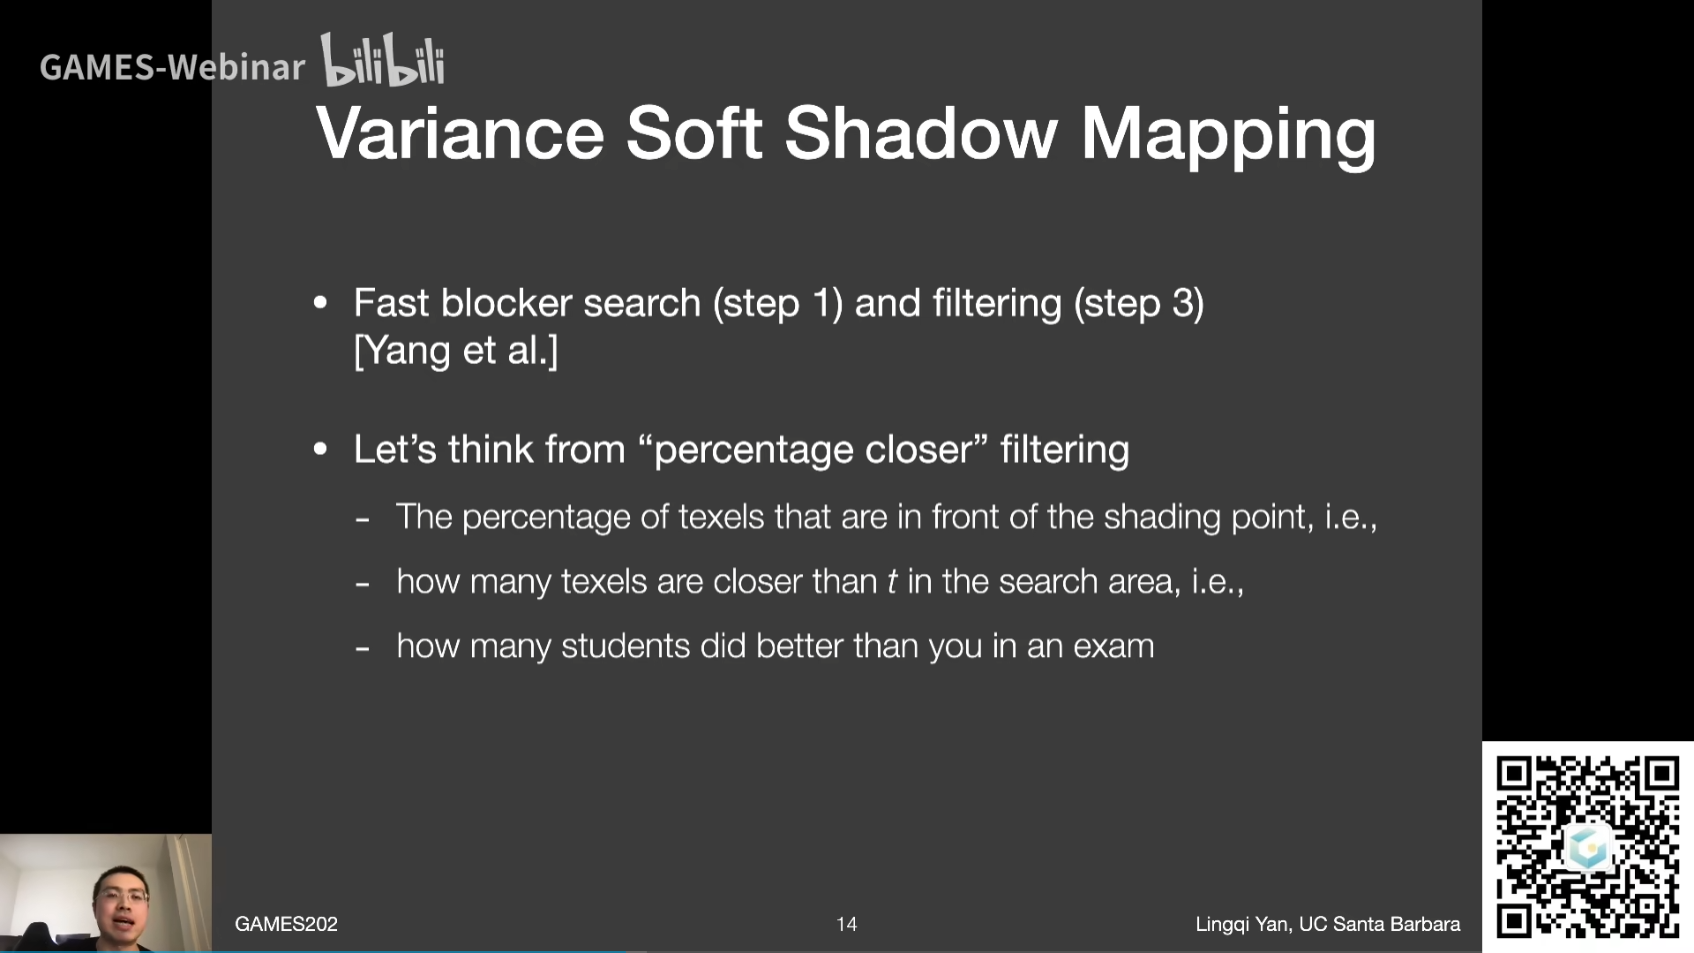 GAMES-Webinar bilibili
Variance Soft Shadow Mapping
• Fast blocker search (step 1) and filtering (step 3)
[Yang et al.]
• Let’s think from “percentage closer” filtering
- The percentage of texels that are in front of the shading point, i.e.,
- how many texels are closer than t in the search area, i.e.,
- how many students did better than you in an exam
GAMES202
14
Lingqi Yan, UC Santa Barbara